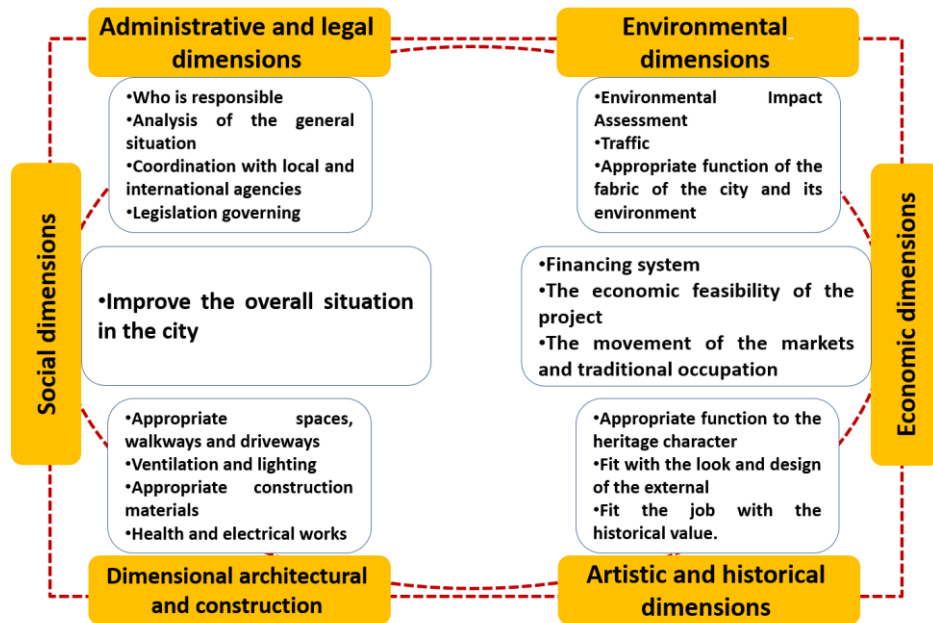 Administrative and legal
dimensions
•Who is responsible
•Analysis of the general
situation
•Coordination with local and
international agencies
•Legislation governing
Environmental
dimensions
•Environmental Impact
Assessment
•Traffic
•Appropriate function of the
fabric of the city and its
environment
Social dimensions
•Improve the overall situation
in the city
Economic dimensions
•Financing system
•The economic feasibility of the
project
•The movement of the markets
and traditional occupation
•Appropriate spaces,
walkways and driveways
•Ventilation and lighting
•Appropriate construction
materials
•Health and electrical works
Dimensional architectural
and construction
•Appropriate function to the
heritage character
•Fit with the look and design
of the external
•Fit the job with the
historical value.
Artistic and historical
dimensions